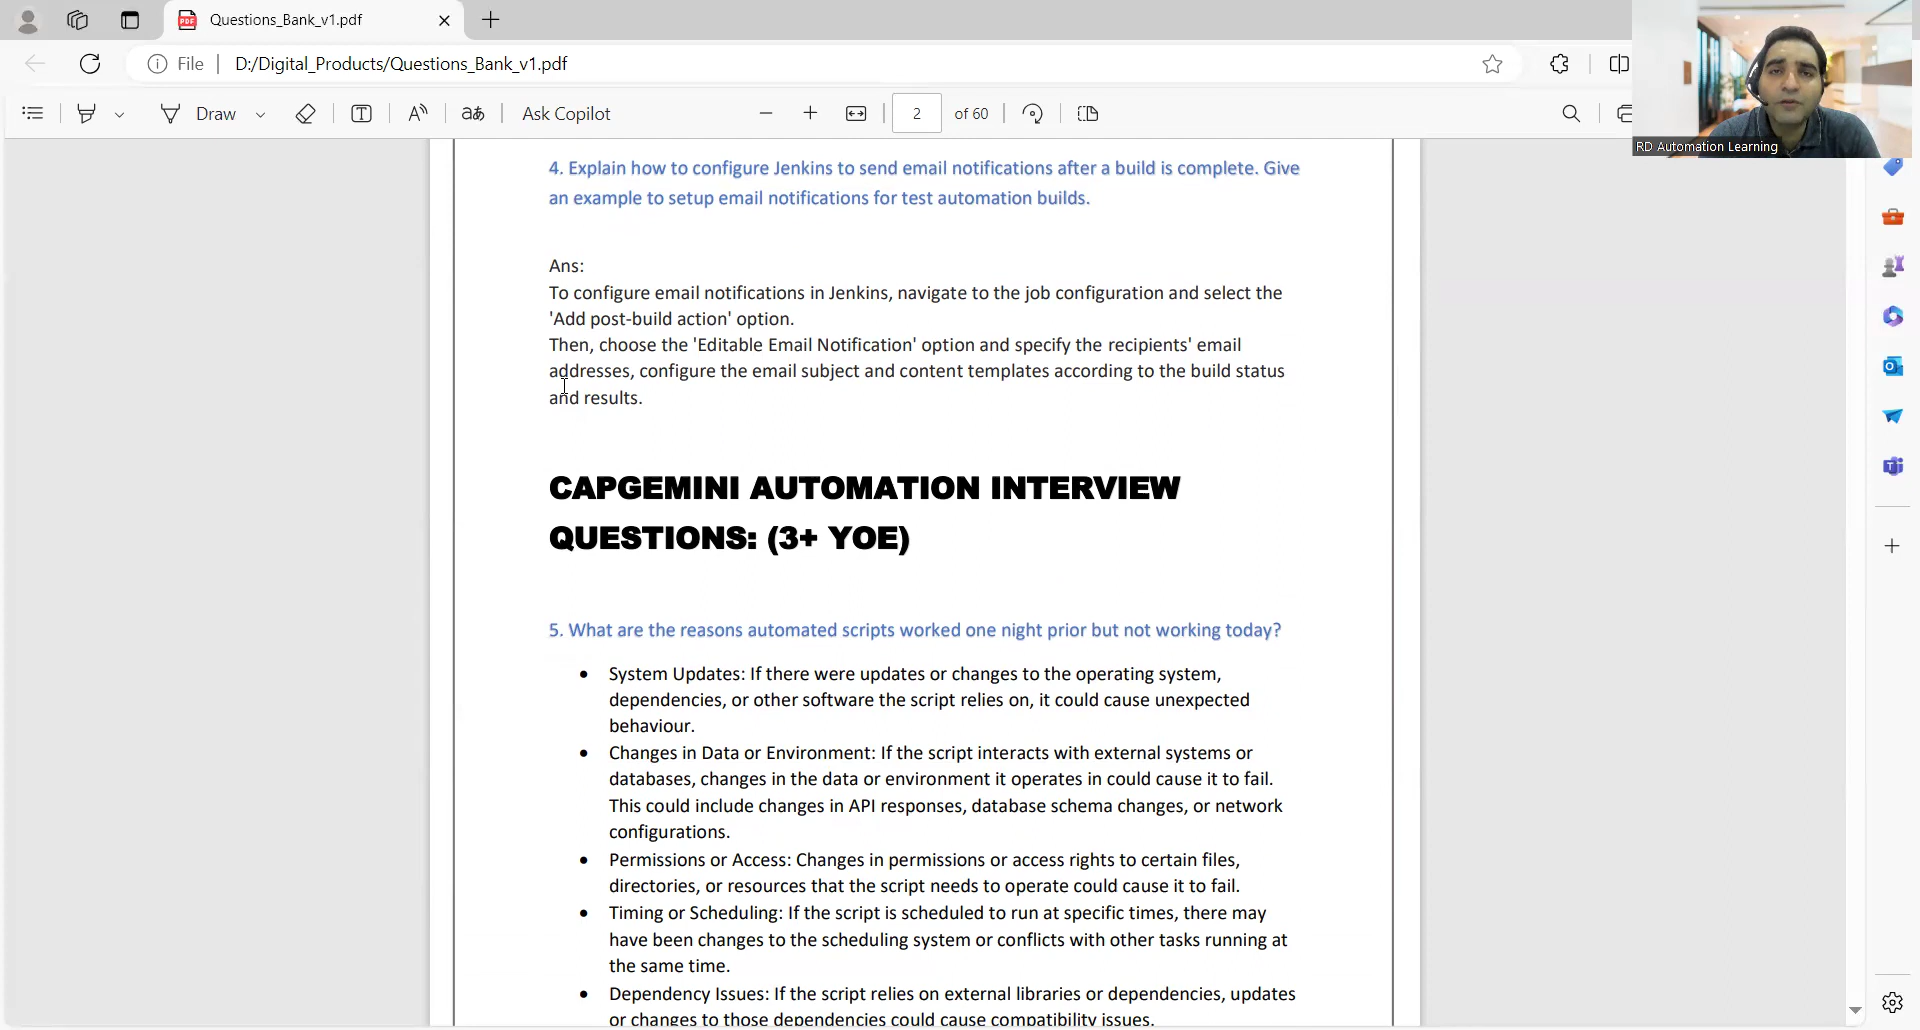 Questions_Bank_v1.pdf
File
D:/Digital_Products/Questions_Bank_v1.pdf
Draw
Ask Copilot
2 of 60
RD Automation Learning
4. Explain how to configure Jenkins to send email notifications after a build is complete. Give
an example to setup email notifications for test automation builds.
Ans:
To configure email notifications in Jenkins, navigate to the job configuration and select the
'Add post-build action' option.
Then, choose the 'Editable Email Notification' option and specify the recipients' email
addresses, configure the email subject and content templates according to the build status
and results.
CAPGEMINI AUTOMATION INTERVIEW
QUESTIONS: (3+ YOE)
5. What are the reasons automated scripts worked one night prior but not working today?
• System Updates: If there were updates or changes to the operating system,
dependencies, or other software the script relies on, it could cause unexpected
behaviour.
• Changes in Data or Environment: If the script interacts with external systems or
databases, changes in the data or environment it operates in could cause it to fail.
This could include changes in API responses, database schema changes, or network
configurations.
• Permissions or Access: Changes in permissions or access rights to certain files,
directories, or resources that the script needs to operate could cause it to fail.
• Timing or Scheduling: If the script is scheduled to run at specific times, there may
have been changes to the scheduling system or conflicts with other tasks running at
the same time.
• Dependency Issues: If the script relies on external libraries or dependencies, updates
or changes to those dependencies could cause compatibility issues.